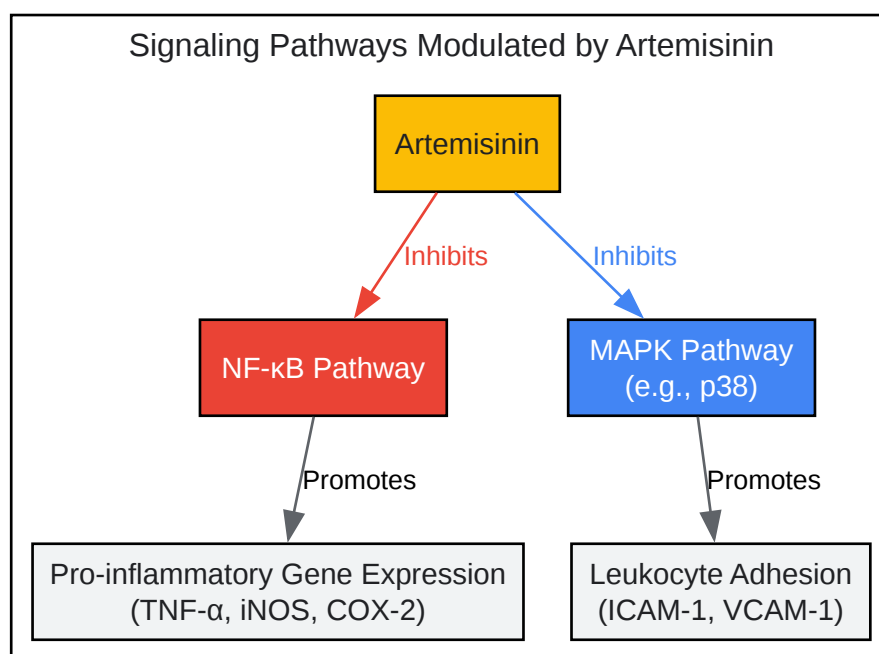 Signaling Pathways Modulated by Artemisinin
Artemisinin
Inhibits
Inhibits
NF-κB Pathway
MAPK Pathway
(e.g., p38)
Promotes
Promotes
Pro-inflammatory Gene Expression
(TNF-α, iNOS, COX-2)
Leukocyte Adhesion
(ICAM-1, VCAM-1)